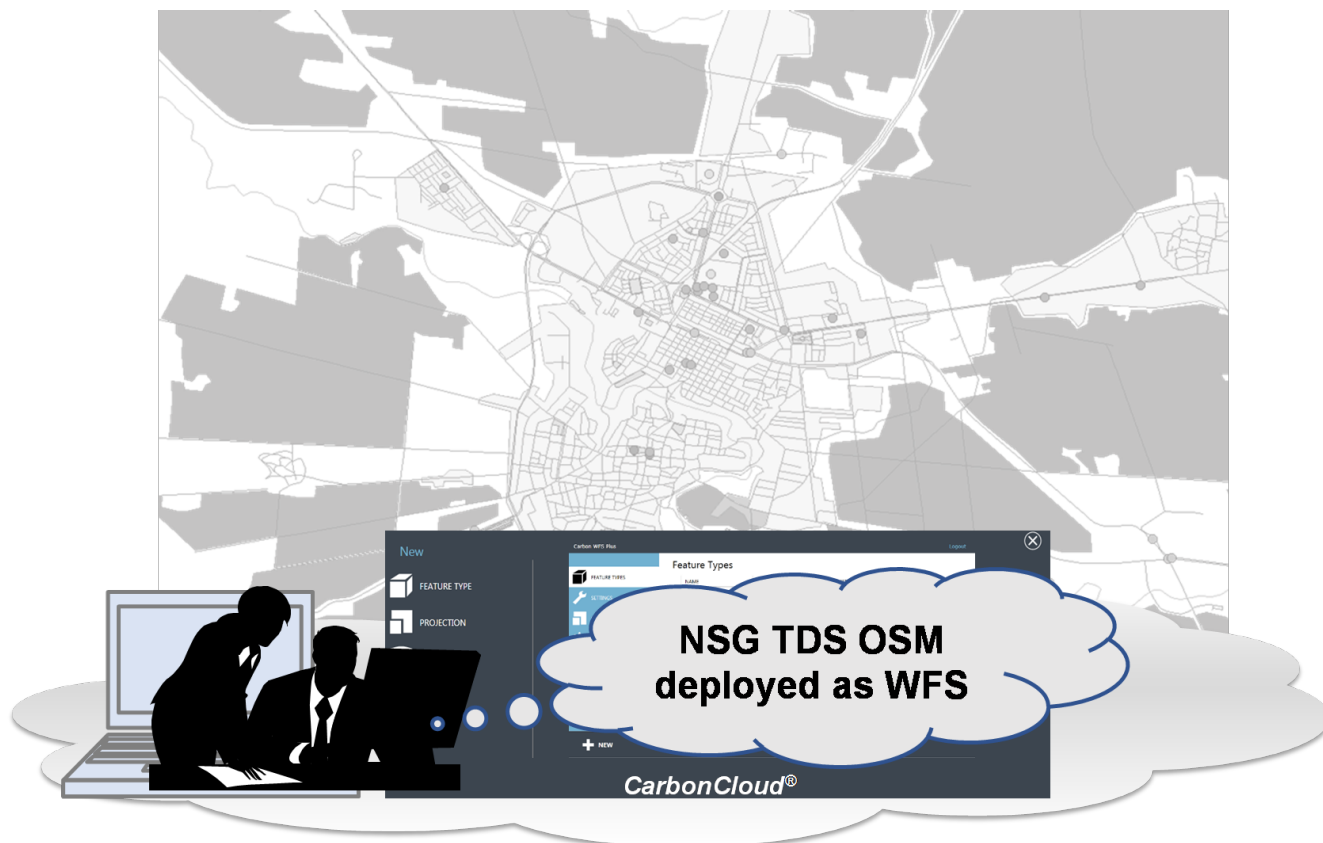 New
FEATURE TYPE
PROJECTION
Carbon WFS Plus
Logout
Feature Types
FEATURE TYPES
NAME
SETTINGS
NSG TDS OSM
deployed as WFS
NEW
CarbonCloud®